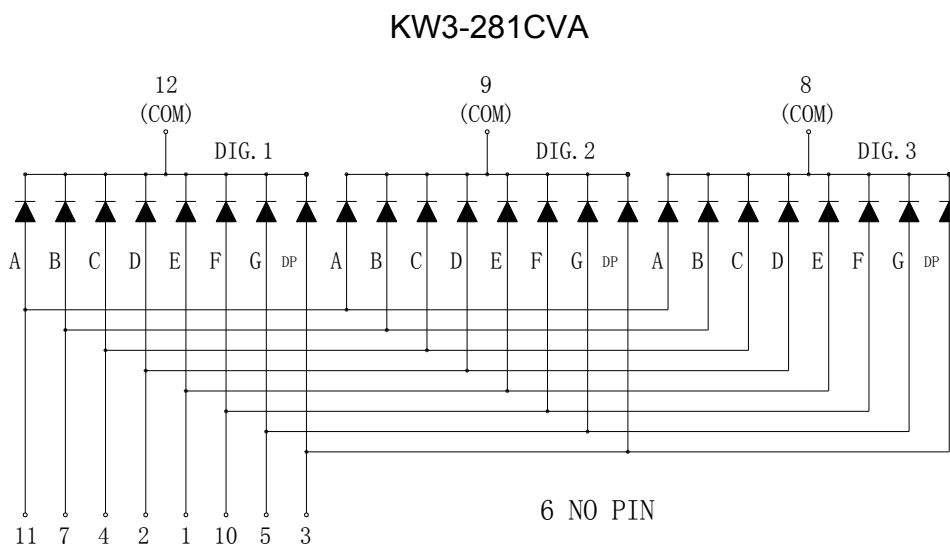 KW3-281CVA
12 9 8
(COM) (COM) (COM)
DIG.1 DIG.2 DIG.3
A B C D E F G DP A B C D E F G DP A B C D E F G DP
6 NO PIN
11 7 4 2 1 10 5 3